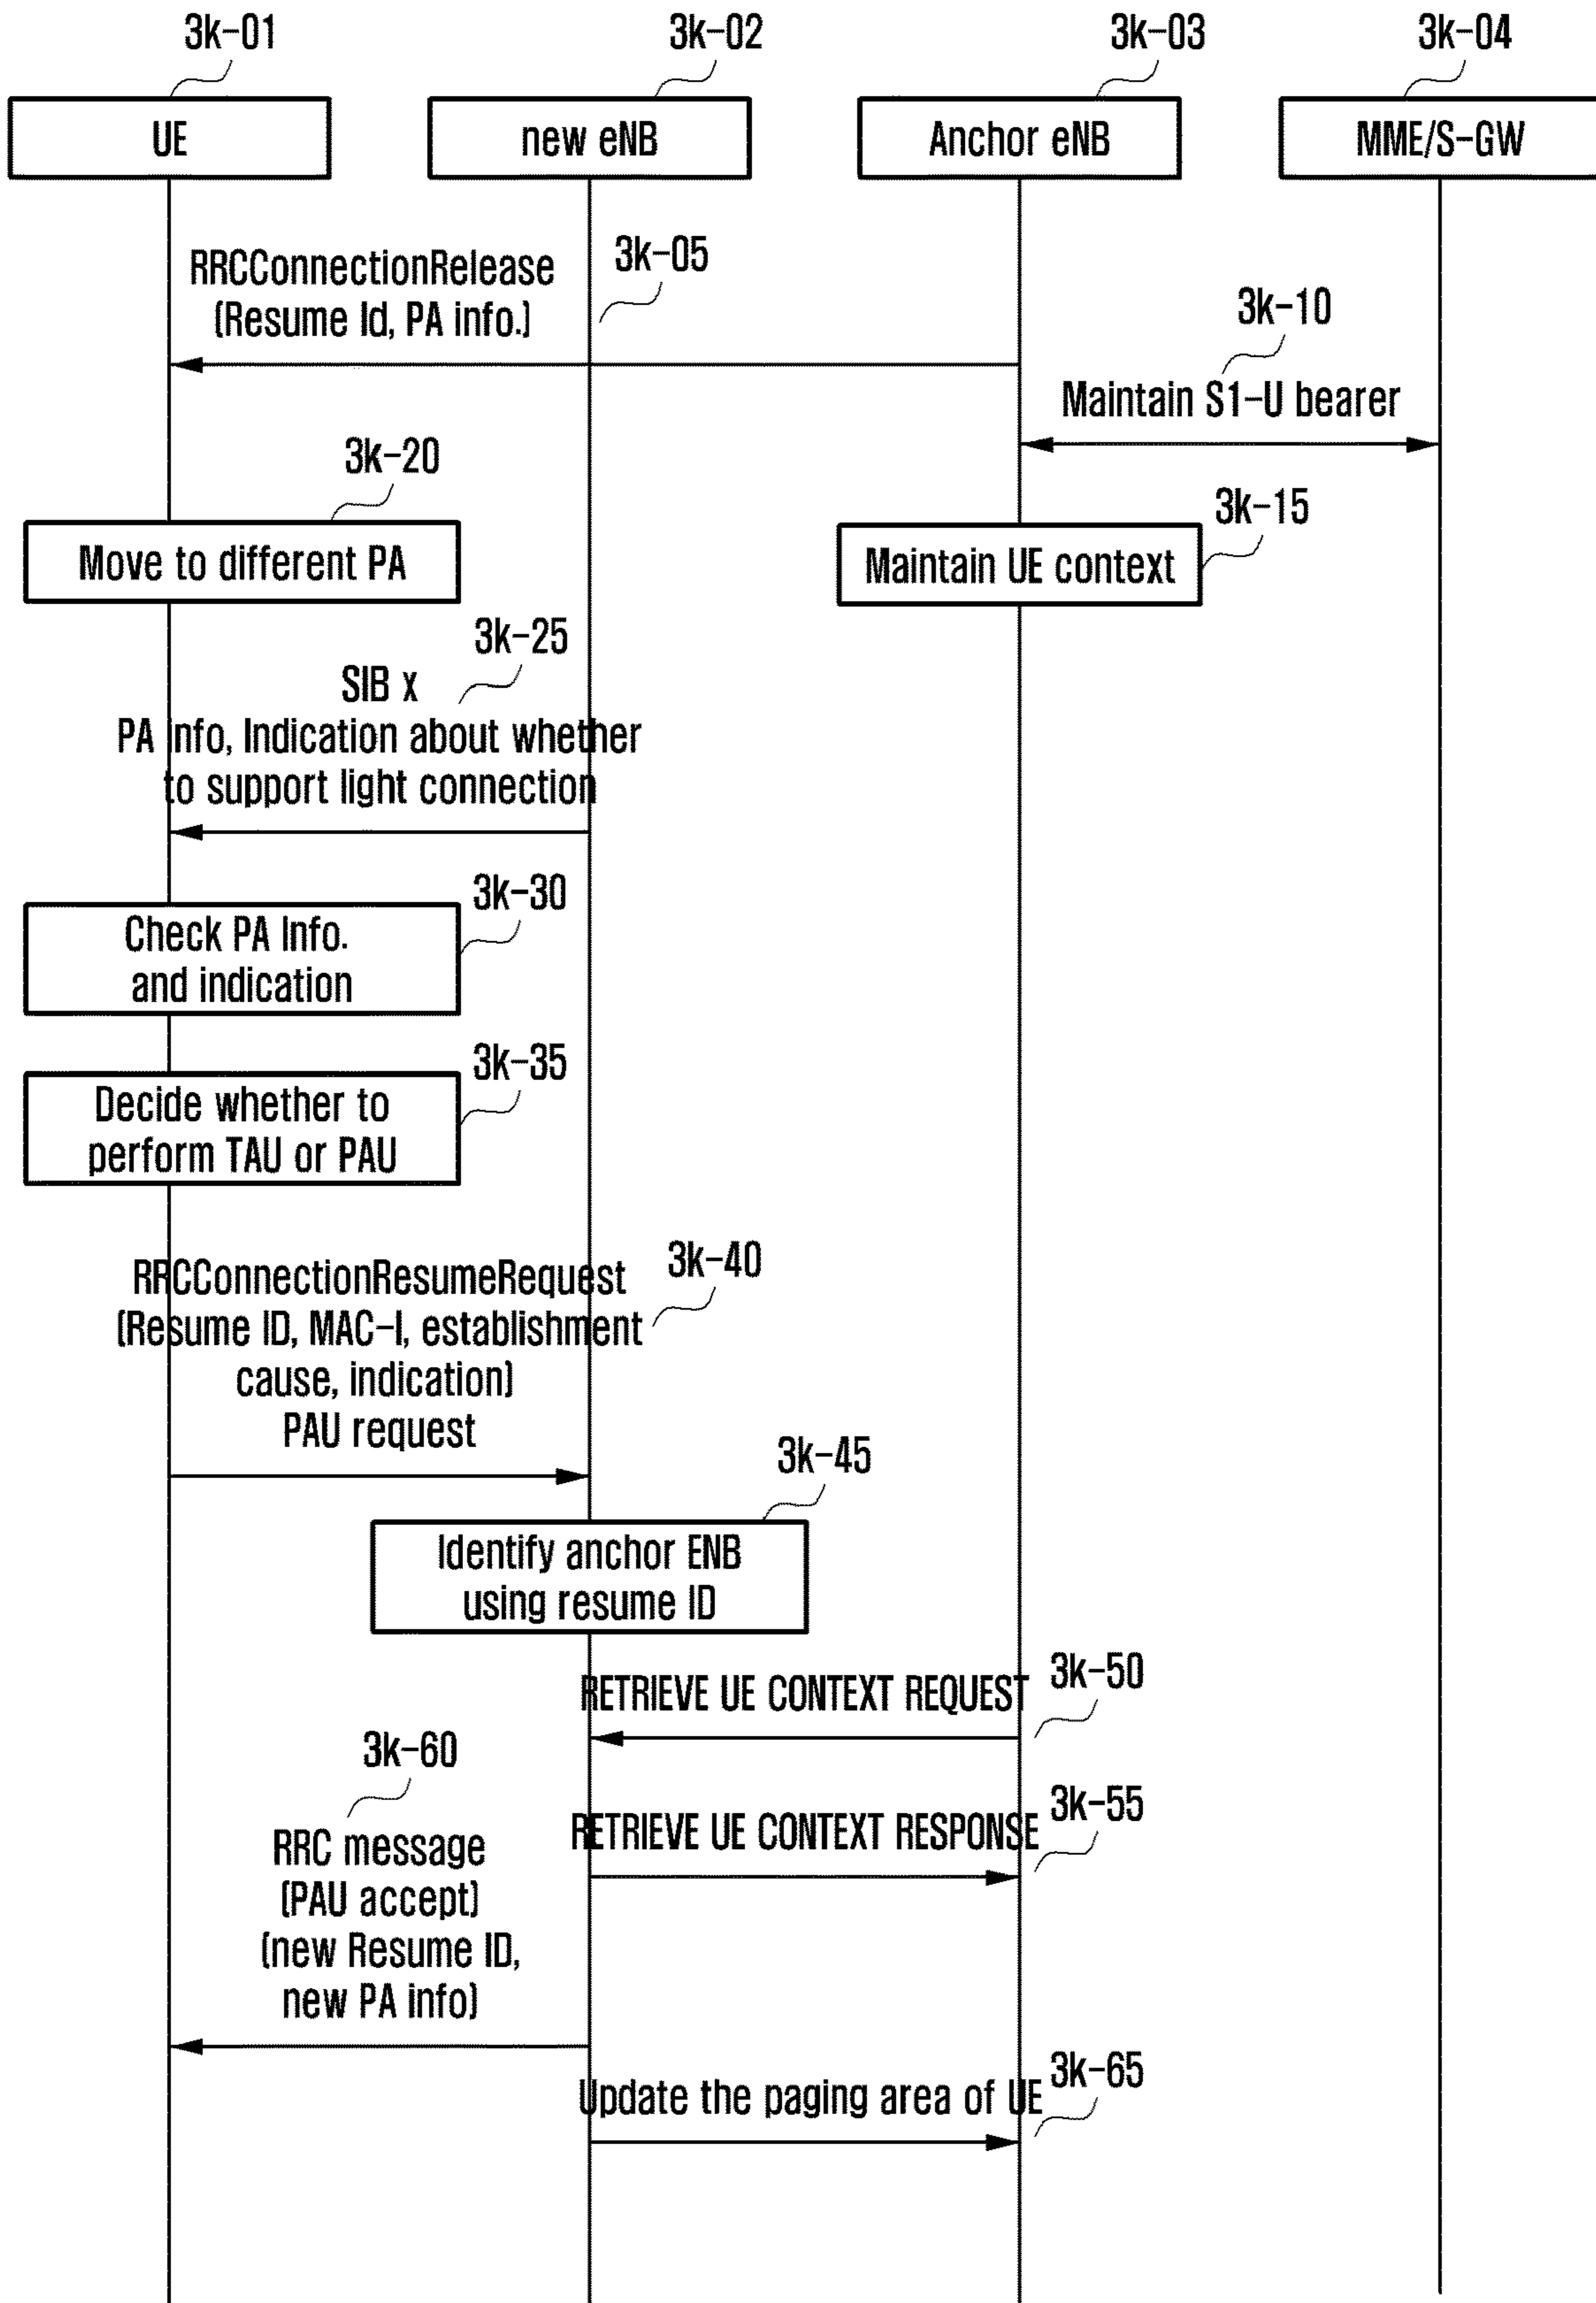 3k-01
3k-02
3k-03
3k-04
UE
new eNB
Anchor eNB
MME/S-GW
3k-05
RRCConnectionRelease
(Resume Id, PA info.)
3k-10
Maintain S1-U bearer
3k-20
Move to different PA
3k-15
Maintain UE context
3k-25
SIB x
PA Info, Indication about whether
to support light connection
3k-30
Check PA Info.
and indication
3k-35
Decide whether to
perform TAU or PAU
3k-40
RRCConnectionResumeRequest
(Resume ID, MAC-I, establishment
cause, indication)
PAU request
3k-45
Identify anchor ENB
using resume ID
3k-50
RETRIEVE UE CONTEXT REQUEST
3k-55
RETRIEVE UE CONTEXT RESPONSE
3k-60
RRC message
(PAU accept)
(new Resume ID,
new PA info)
3k-65
Update the paging area of UE